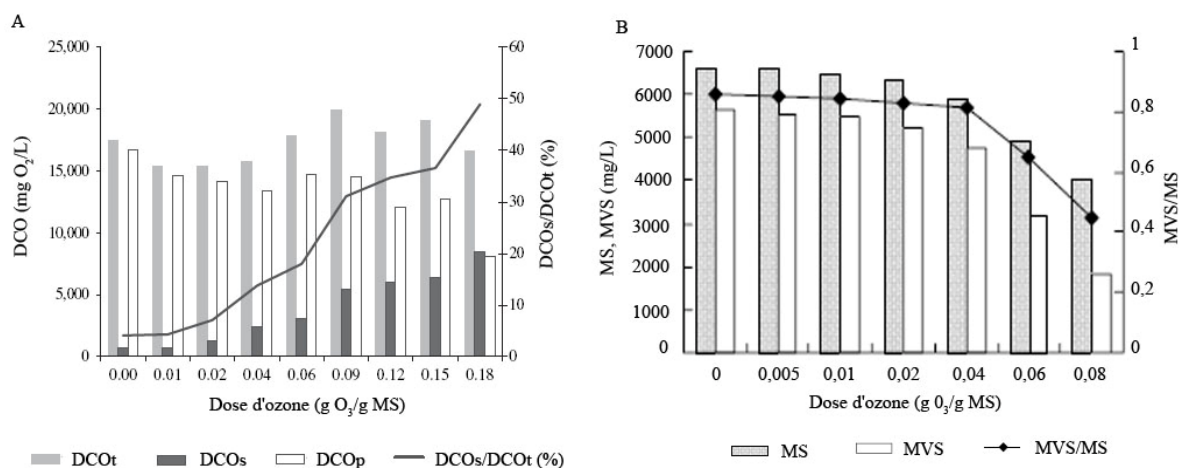 A
25,000
20,000
15,000
10,000
5,000
0
DCO (mg O₂/L)
60
50
40
30
20
10
0
DCOs/DCOt (%)
0.00 0.01 0.02 0.04 0.06 0.09 0.12 0.15 0.18
Dose d'ozone (g O₃/g MS)
DCOt DCOs DCOp DCOs/DCOt (%)
B
7000
6000
5000
4000
3000
2000
1000
0
MS, MVS (mg/L)
1
0,8
0,6
0,4
0,2
0
MVS/MS
0 0,005 0,01 0,02 0,04 0,06 0,08
Dose d'ozone (g 0₃/g MS)
MS MVS MVS/MS